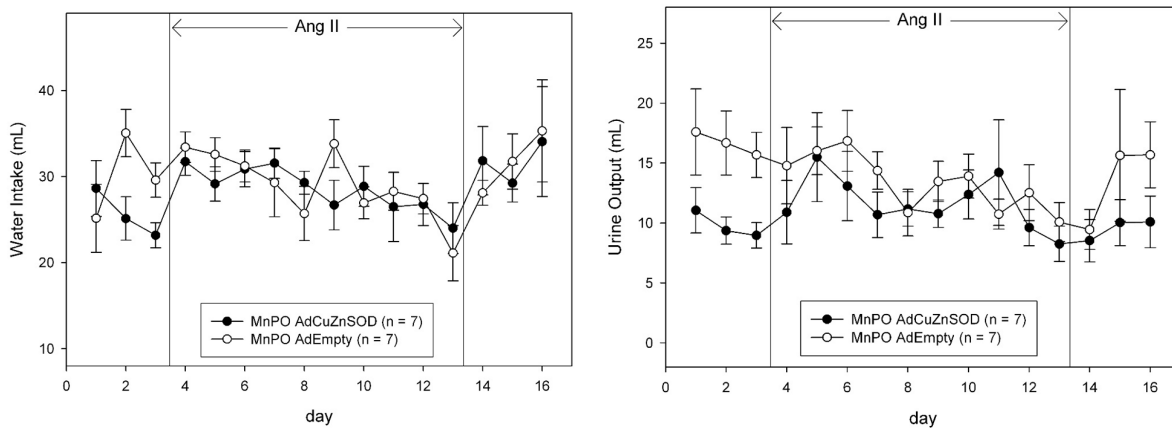 Ang II
Water Intake (mL)
40
30
20
10
MnPO AdCuZnSOD (n = 7)
MnPO AdEmpty (n = 7)
0 2 4 6 8 10 12 14 16
day
Ang II
Urine Output (mL)
25
20
15
10
5
0
MnPO AdCuZnSOD (n = 7)
MnPO AdEmpty (n = 7)
0 2 4 6 8 10 12 14 16
day